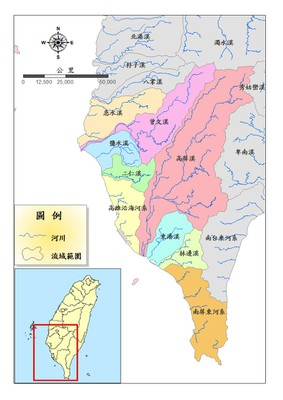 N
W
E
S
公 里
0
12,500
25,000
50,000
北港溪
濁水溪
朴子溪
八掌溪
秀姑巒溪
急水溪
曾文溪
鹽水溪
高屏溪
卑南溪
二仁溪
高雄沿海河系
東港溪
南台東河系
林邊溪
南屏東河系
圖 例
河川
流域範圍